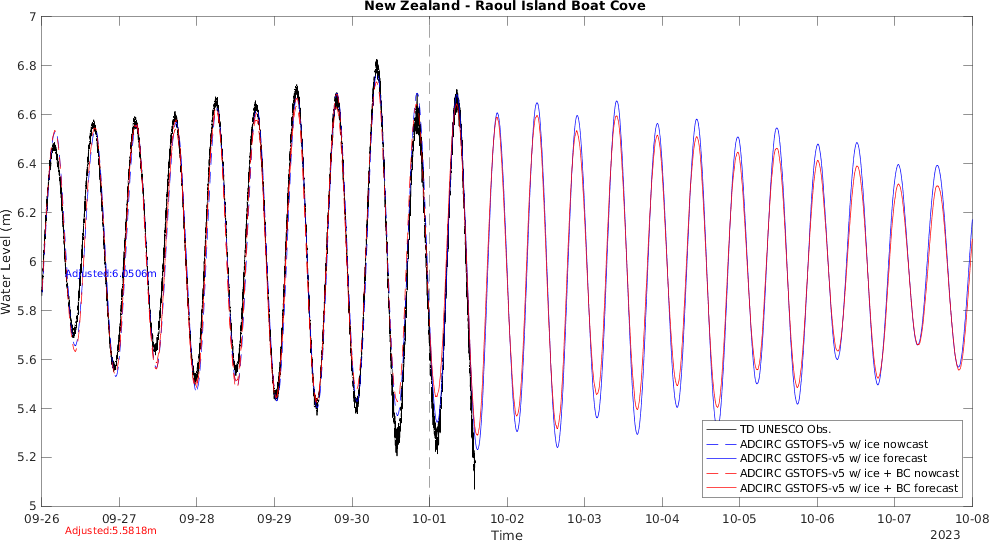 New Zealand - Raoul Island Boat Cove
7
6.8
6.6
6.4
6.2
6
5.8
5.6
5.4
5.2
5
Water Level (m)
Adjusted:6.0506m
TD UNESCO Obs.
ADCIRC GSTOFS-v5 w/ ice nowcast
ADCIRC GSTOFS-v5 w/ ice forecast
ADCIRC GSTOFS-v5 w/ ice + BC nowcast
ADCIRC GSTOFS-v5 w/ ice + BC forecast
09-26 09-27 09-28 09-29 09-30 10-01 10-02 10-03 10-04 10-05 10-06 10-07 10-08
Adjusted:5.5818m
Time
2023